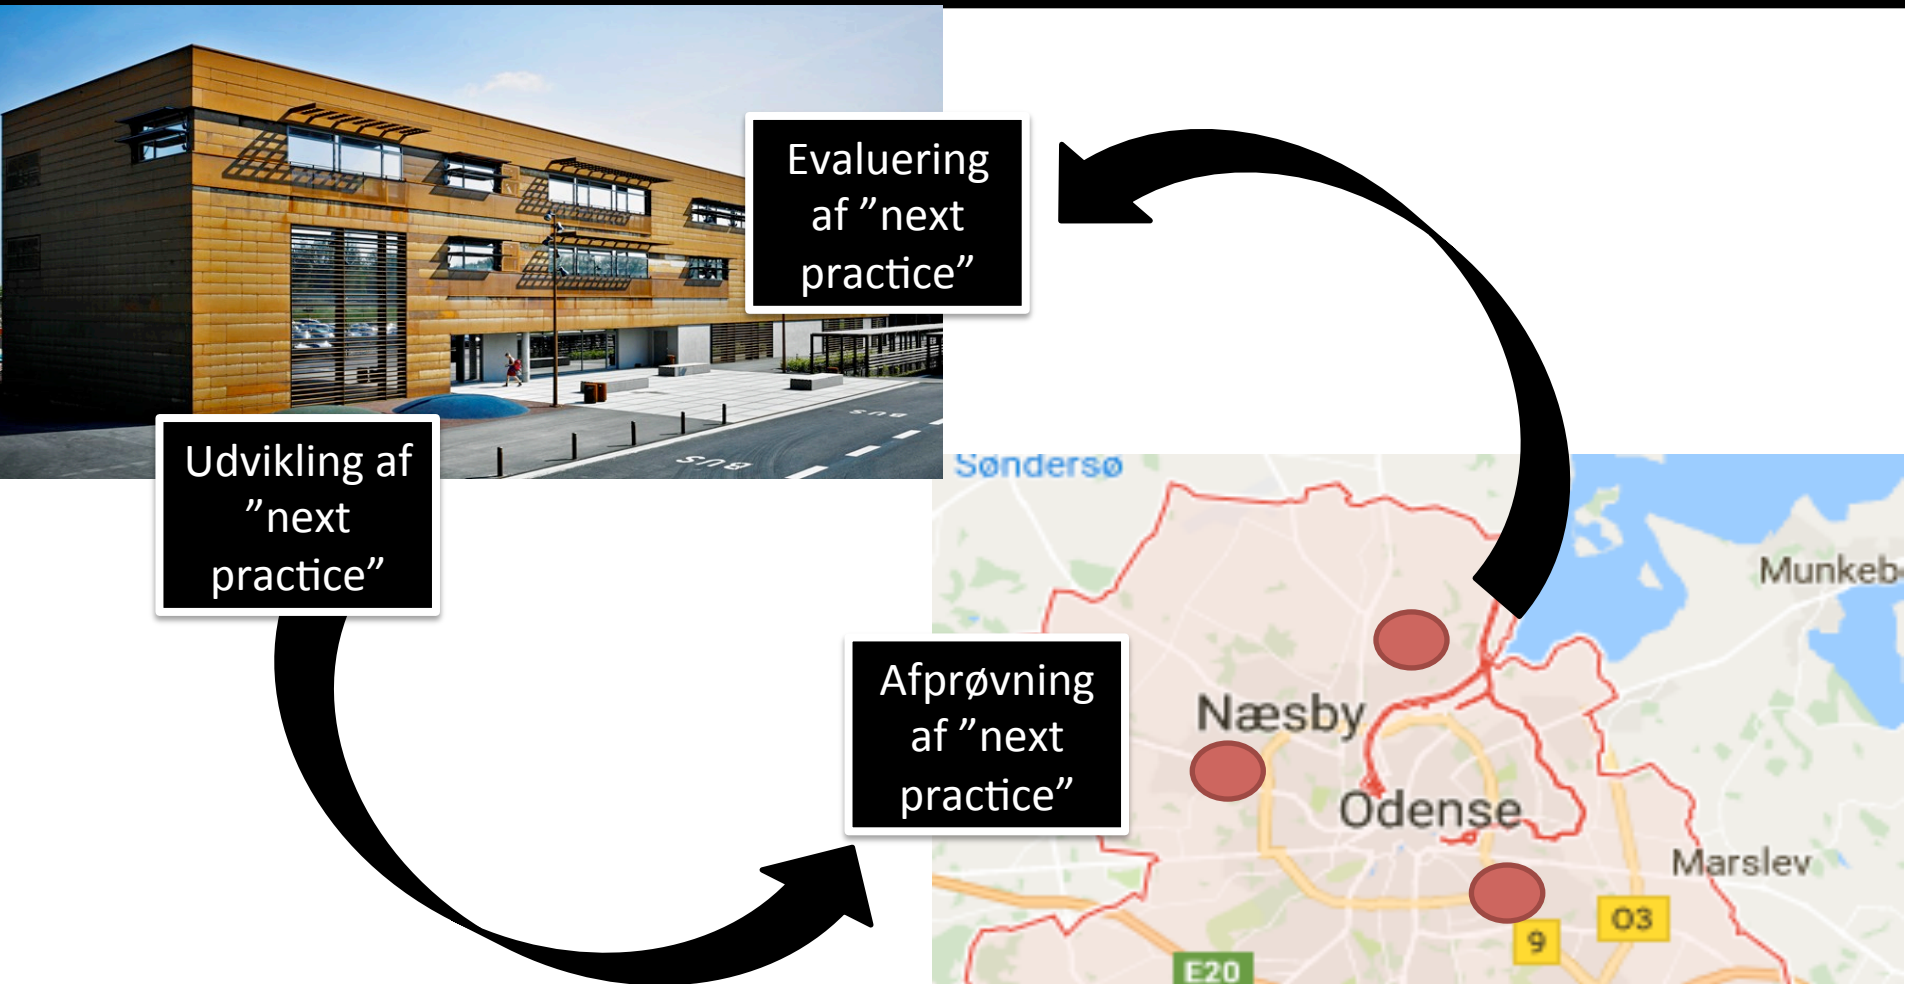 Evaluering
af ”next
practice”
BUS
BUS
Udvikling af
”next
practice”
Søndersø
Munkeb
Afprøvning
af ”next
practice”
Næsby
Odense
Marslev
03
9
E20